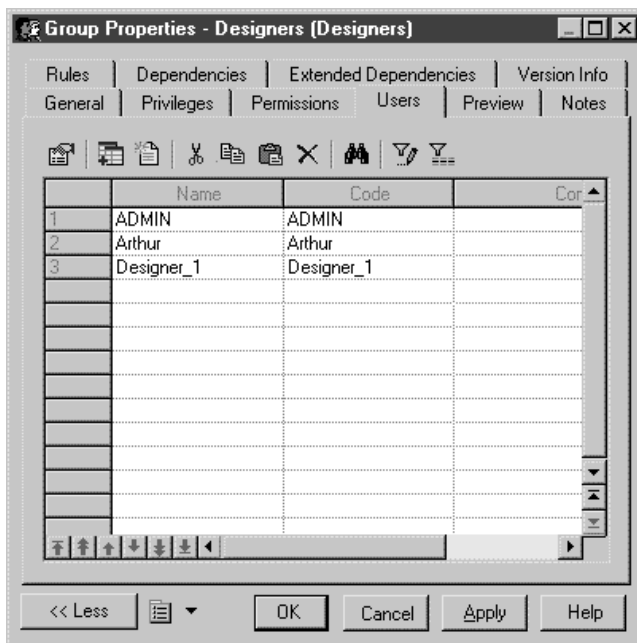 Group Properties - Designers (Designers)
Rules Dependencies Extended Dependencies Version Info
General Privileges Permissions Users Preview Notes
Name Code Cor
1 ADMIN ADMIN
2 Arthur Arthur
3 Designer_1 Designer_1
<< Less OK Cancel Apply Help